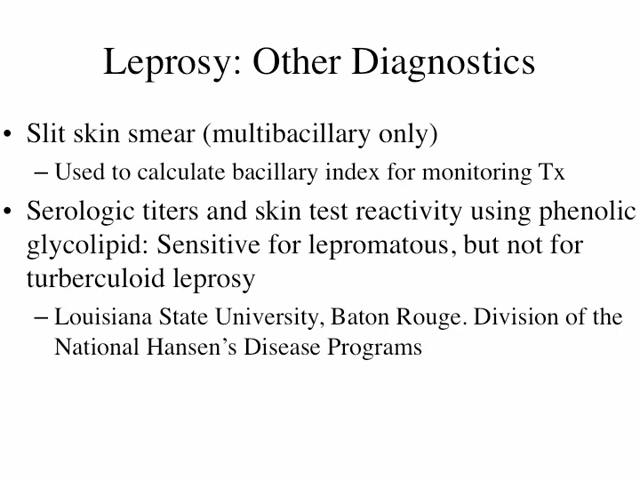 Leprosy: Other Diagnostics
• Slit skin smear (multibacillary only)
– Used to calculate bacillary index for monitoring Tx
• Serologic titers and skin test reactivity using phenolic
glycolipid: Sensitive for lepromatous, but not for
turberculoid leprosy
– Louisiana State University, Baton Rouge. Division of the
National Hansen’s Disease Programs